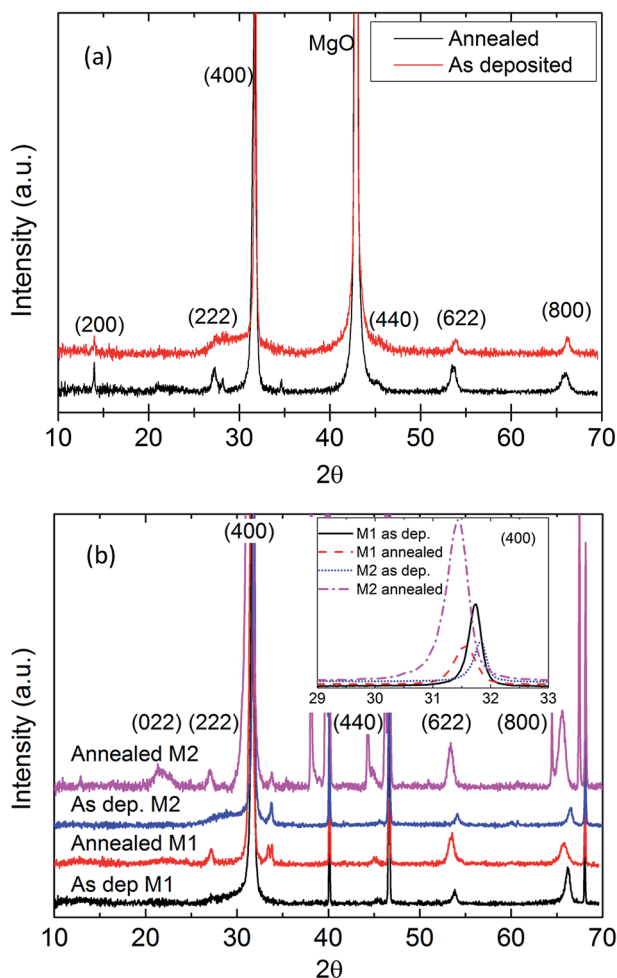 (a)
MgO
Annealed
As deposited
(400)
(200)
(222)
(440)
(622)
(800)
Intensity (a.u.)
10 20 30 40 50 60 70
2θ
(b)
(400)
M1 as dep.
M1 annealed
M2 as dep.
M2 annealed
(400)
29 30 31 32 33
(022) (222) (440) (622) (800)
Annealed M2
As dep. M2
Annealed M1
As dep M1
Intensity (a.u.)
10 20 30 40 50 60 70
2θ